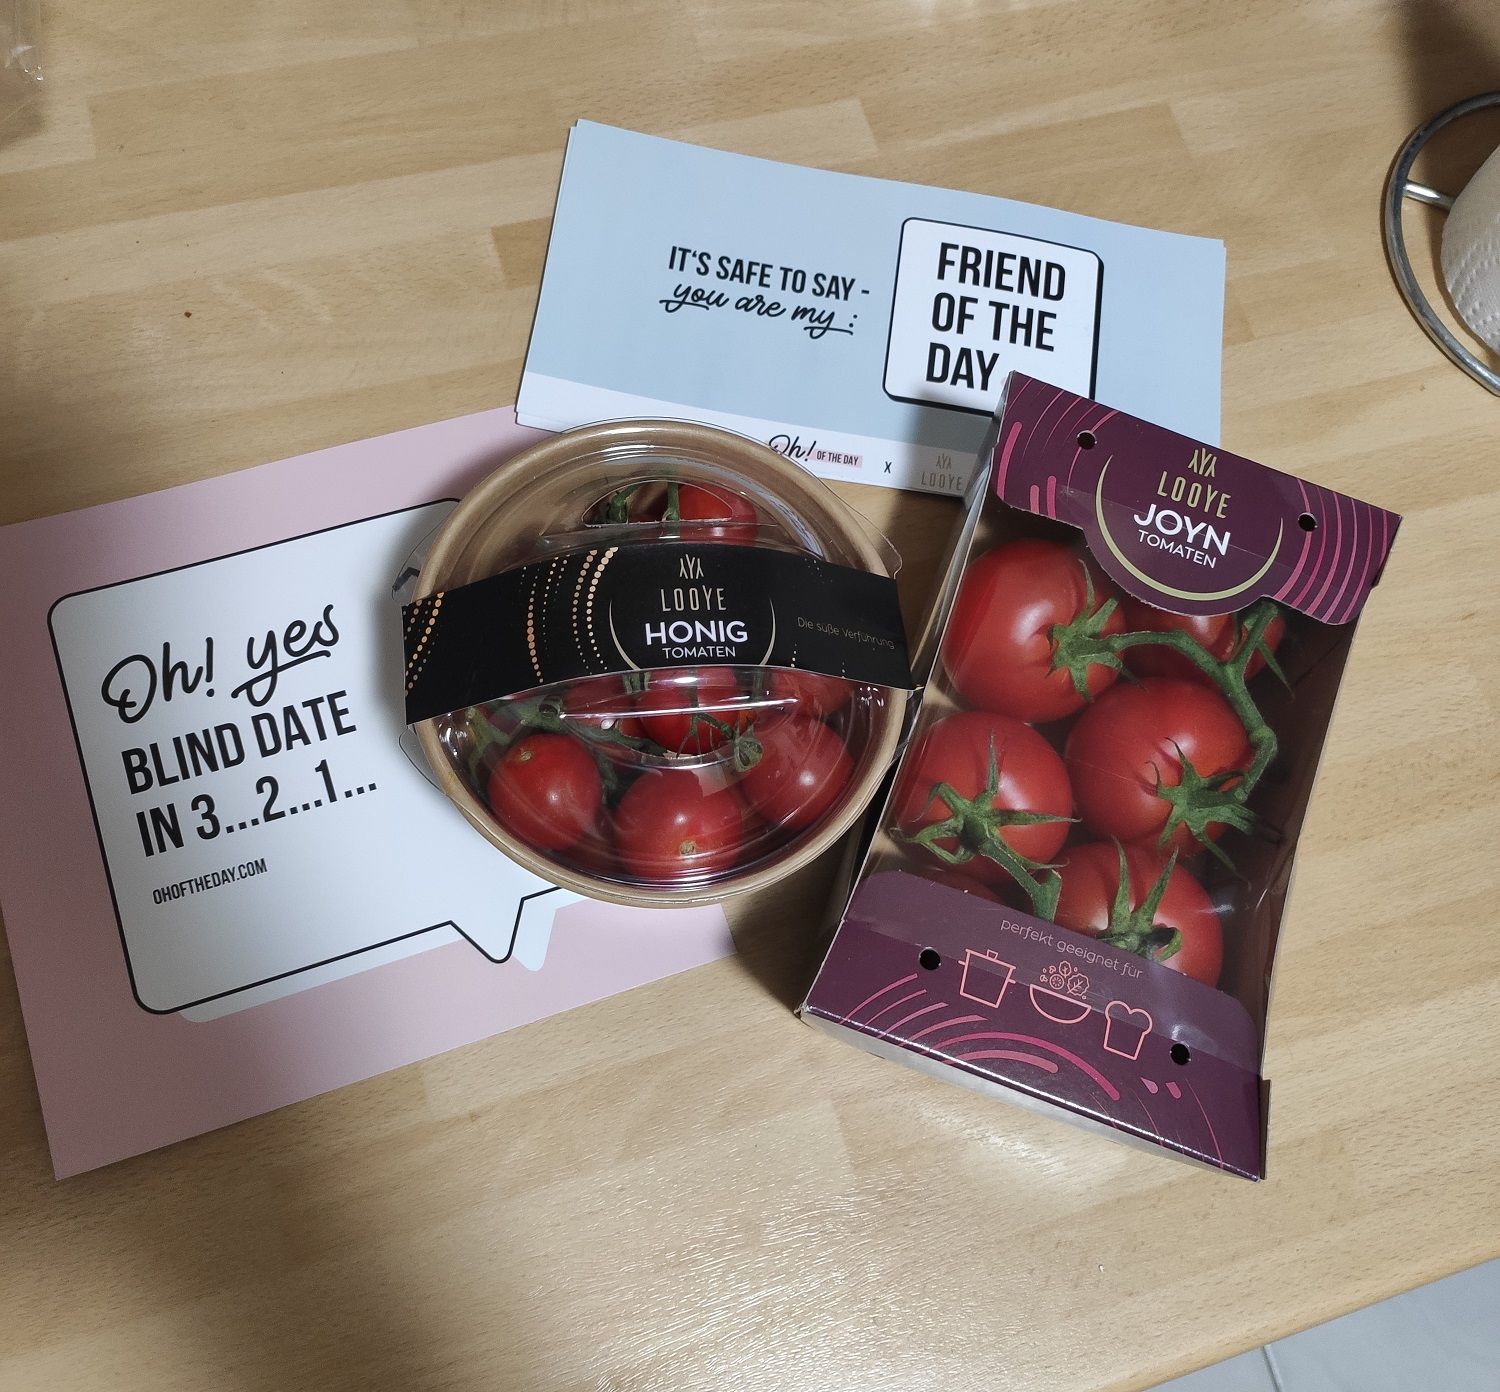 IT'S SAFE TO SAY -
you are my :
FRIEND
OF THE
DAY
Oh! OF THE DAY X LOOYE
Oh! yes
BLIND DATE
IN 3...2...1...
OHOFTHEDAY.COM
LOOYE
HONIG
TOMATEN
Die süße Verführung
LOOYE
JOYN
TOMATEN
perfekt geeignet für